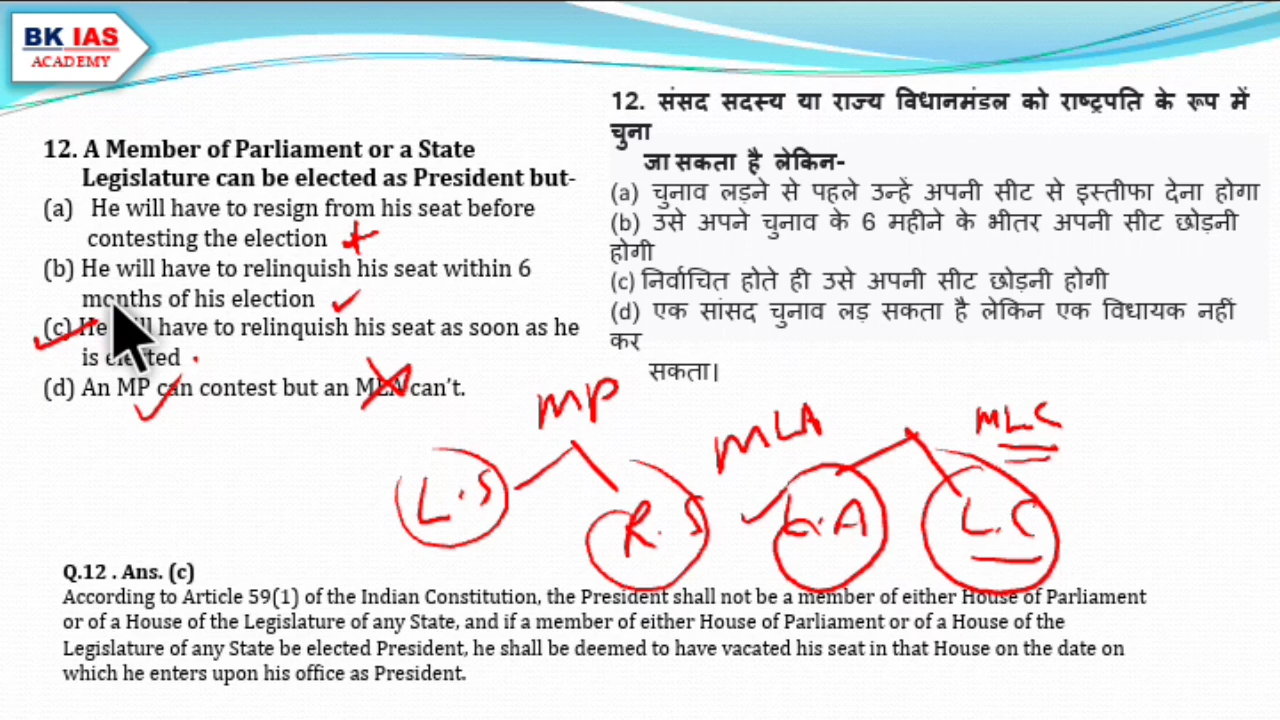 BK IAS
ACADEMY
12. A Member of Parliament or a State
Legislature can be elected as President but-
(a) He will have to resign from his seat before
contesting the election
(b) He will have to relinquish his seat within 6
months of his election
(c) He will have to relinquish his seat as soon as he
is elected
(d) An MP can contest but an MLA can't.
12. संसद सदस्य या राज्य विधानमंडल को राष्ट्रपति के रूप में
चुना
जा सकता है लेकिन-
(a) चुनाव लड़ने से पहले उन्हें अपनी सीट से इस्तीफा देना होगा
(b) उसे अपने चुनाव के 6 महीने के भीतर अपनी सीट छोड़नी
होगी
(c) निर्वाचित होते ही उसे अपनी सीट छोड़नी होगी
(d) एक सांसद चुनाव लड़ सकता है लेकिन एक विधायक नहीं
कर
सकता।
MP
L.S
R.S
MLA
MLC
L.A
L.C
Q.12 . Ans. (c)
According to Article 59(1) of the Indian Constitution, the President shall not be a member of either House of Parliament
or of a House of the Legislature of any State, and if a member of either House of Parliament or of a House of the
Legislature of any State be elected President, he shall be deemed to have vacated his seat in that House on the date on
which he enters upon his office as President.